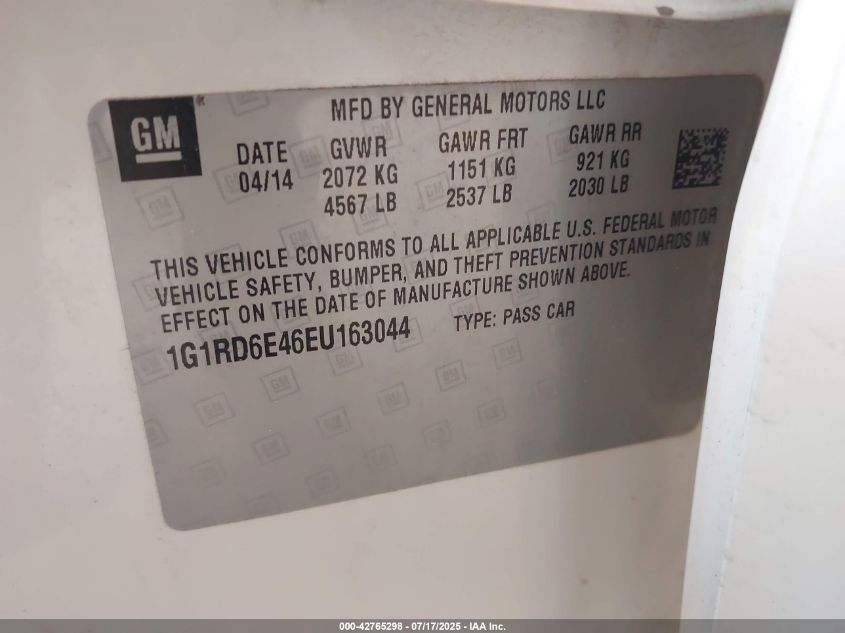 GM
MFD BY GENERAL MOTORS LLC
DATE GVWR GAWR FRT GAWR RR
04/14 2072 KG 1151 KG 921 KG
4567 LB 2537 LB 2030 LB
THIS VEHICLE CONFORMS TO ALL APPLICABLE U.S. FEDERAL MOTOR
VEHICLE SAFETY, BUMPER, AND THEFT PREVENTION STANDARDS IN
EFFECT ON THE DATE OF MANUFACTURE SHOWN ABOVE.
1G1RD6E46EU163044 TYPE: PASS CAR
000-42765298 - 07/17/2025 - IAA Inc.